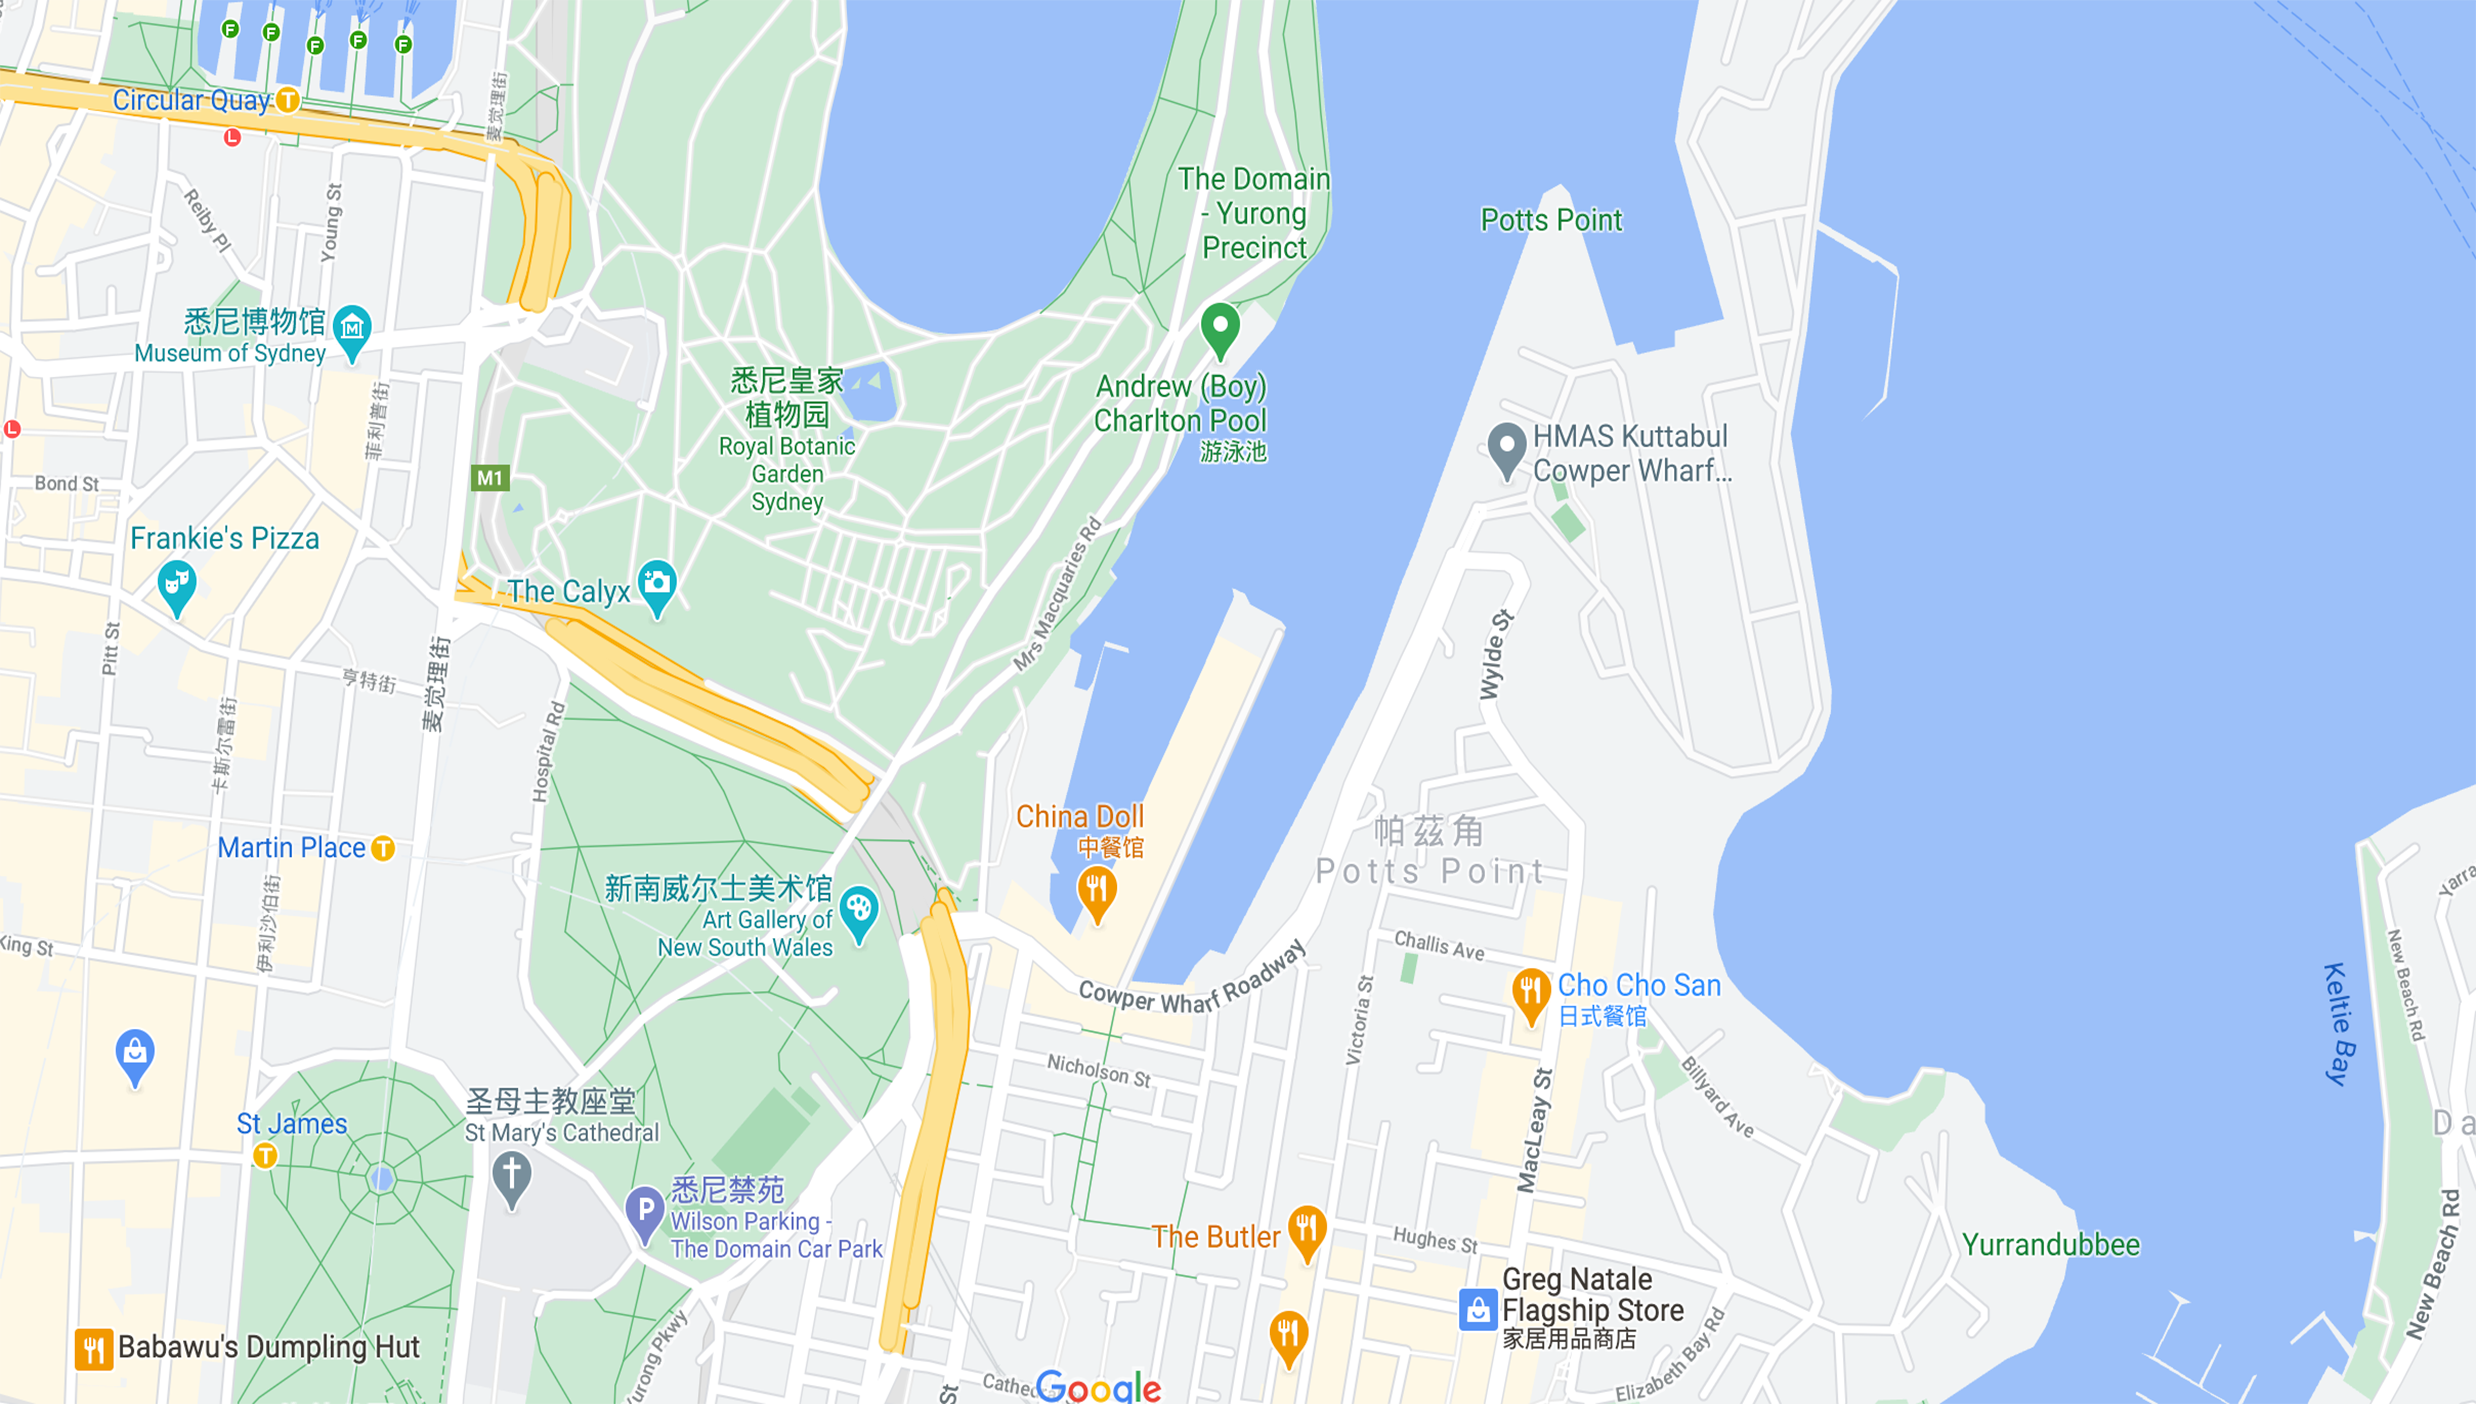 F
F
F
F
F
Circular Quay
T
L
麦觉理街
Reiby Pl
Young St
The Domain
- Yurong
Precinct
Potts Point
悉尼博物馆
Museum of Sydney
M
悉尼皇家
植物园
Royal Botanic
Garden
Sydney
Andrew (Boy)
Charlton Pool
游泳池
菲利普街
L
HMAS Kuttabul
Cowper Wharf...
Bond St
M1
Frankie's Pizza
The Calyx
Mrs Macquaries Rd
Wylde St
Pitt St
麦觉理街
亨特街
卡斯尔雷街
Hospital Rd
China Doll
中餐馆
帕兹角
Potts Point
Martin Place
T
新南威尔士美术馆
Art Gallery of
New South Wales
伊利沙伯街
King St
Challis Ave
Cowper Wharf Roadway
Victoria St
Cho Cho San
日式餐馆
Yarra
New Beach Rd
Keltie Bay
Nicholson St
Billyard Ave
MacLeay St
St James
T
圣母主教座堂
St Mary's Cathedral
Da
悉尼禁苑
Wilson Parking -
The Domain Car Park
P
The Butler
Hughes St
Yurrandubbee
New Beach Rd
Greg Natale
Flagship Store
家居用品商店
Babawu's Dumpling Hut
Yurong Pkwy
Elizabeth Bay Rd
St
Cathedra
Google